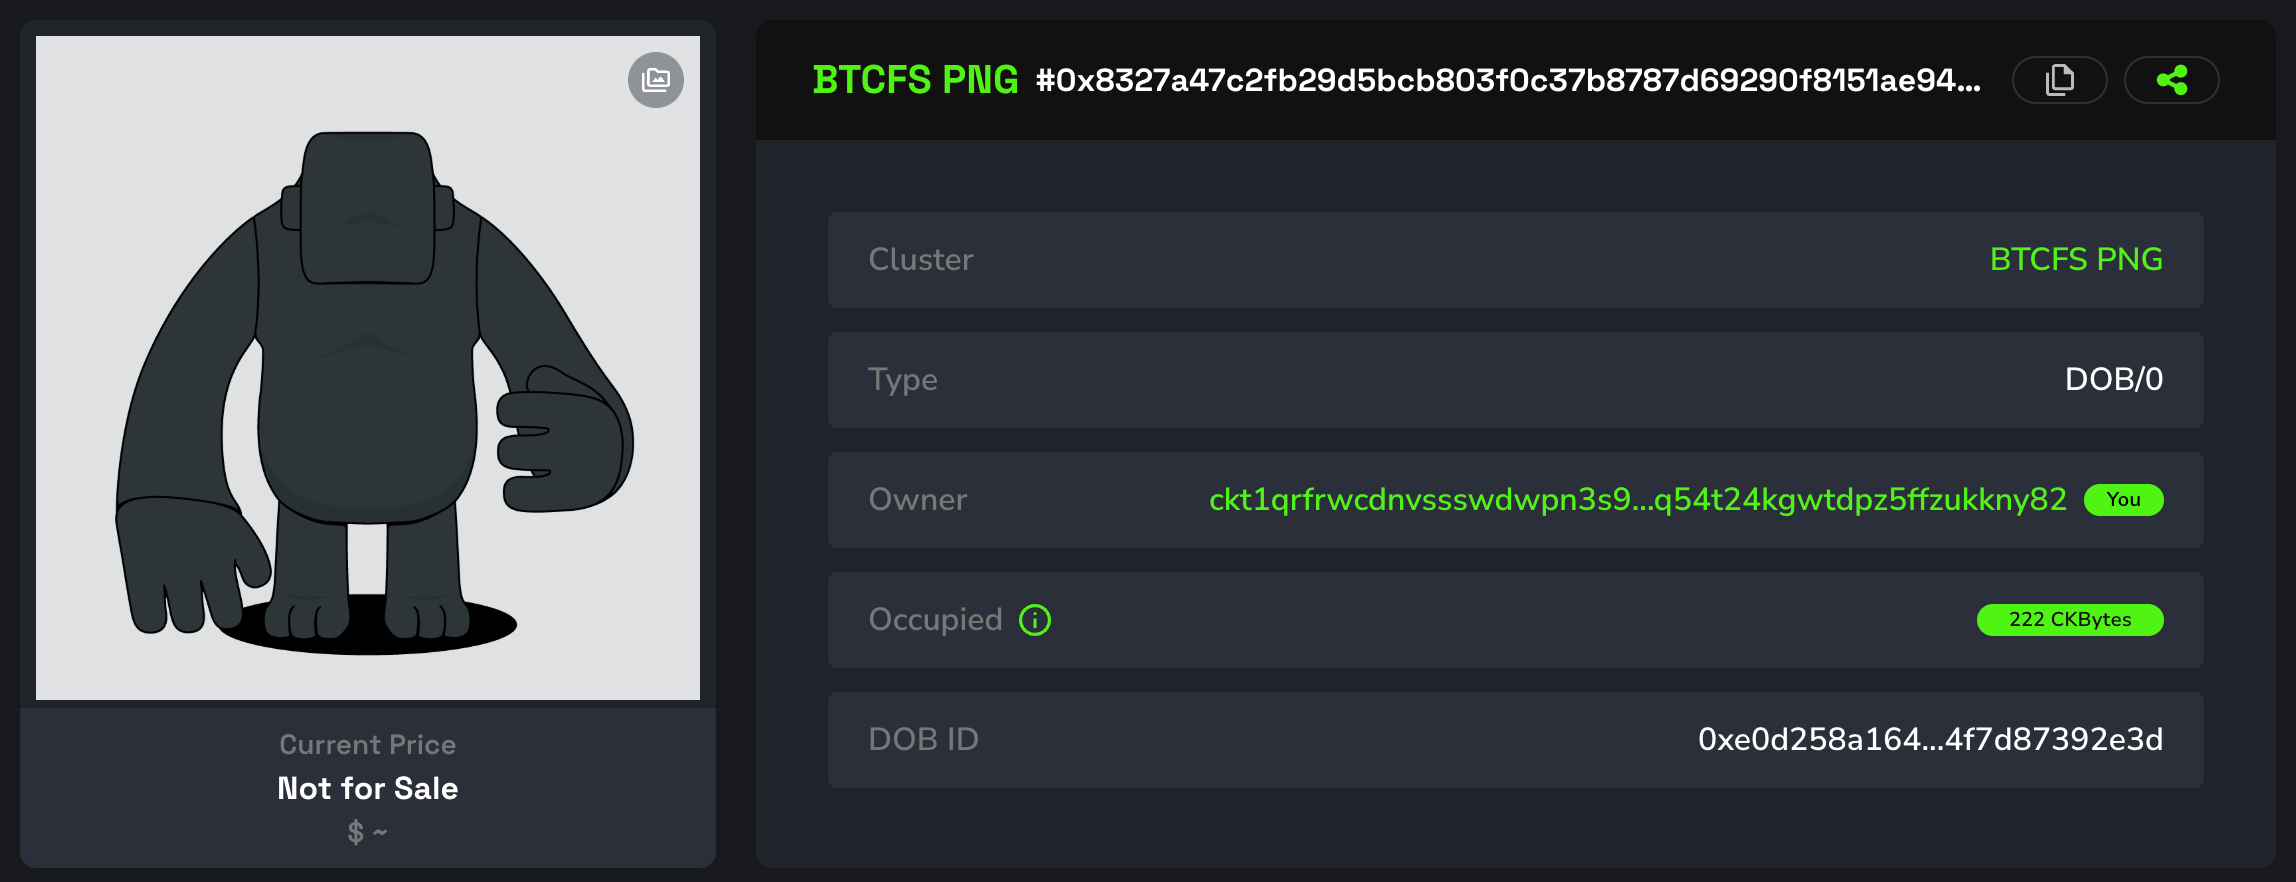 BTCFS PNG #0x8327a47c2fb29d5bcb803f0c37b8787d69290f8151ae94...
Cluster BTCFS PNG
Type DOB/0
Owner ckt1qrfrwcdnvssswdwpn3s9...q54t24kgwtdpz5ffzukkny82 You
Occupied 222 CKBytes
DOB ID 0xe0d258a164...4f7d87392e3d
Current Price
Not for Sale
$ ~